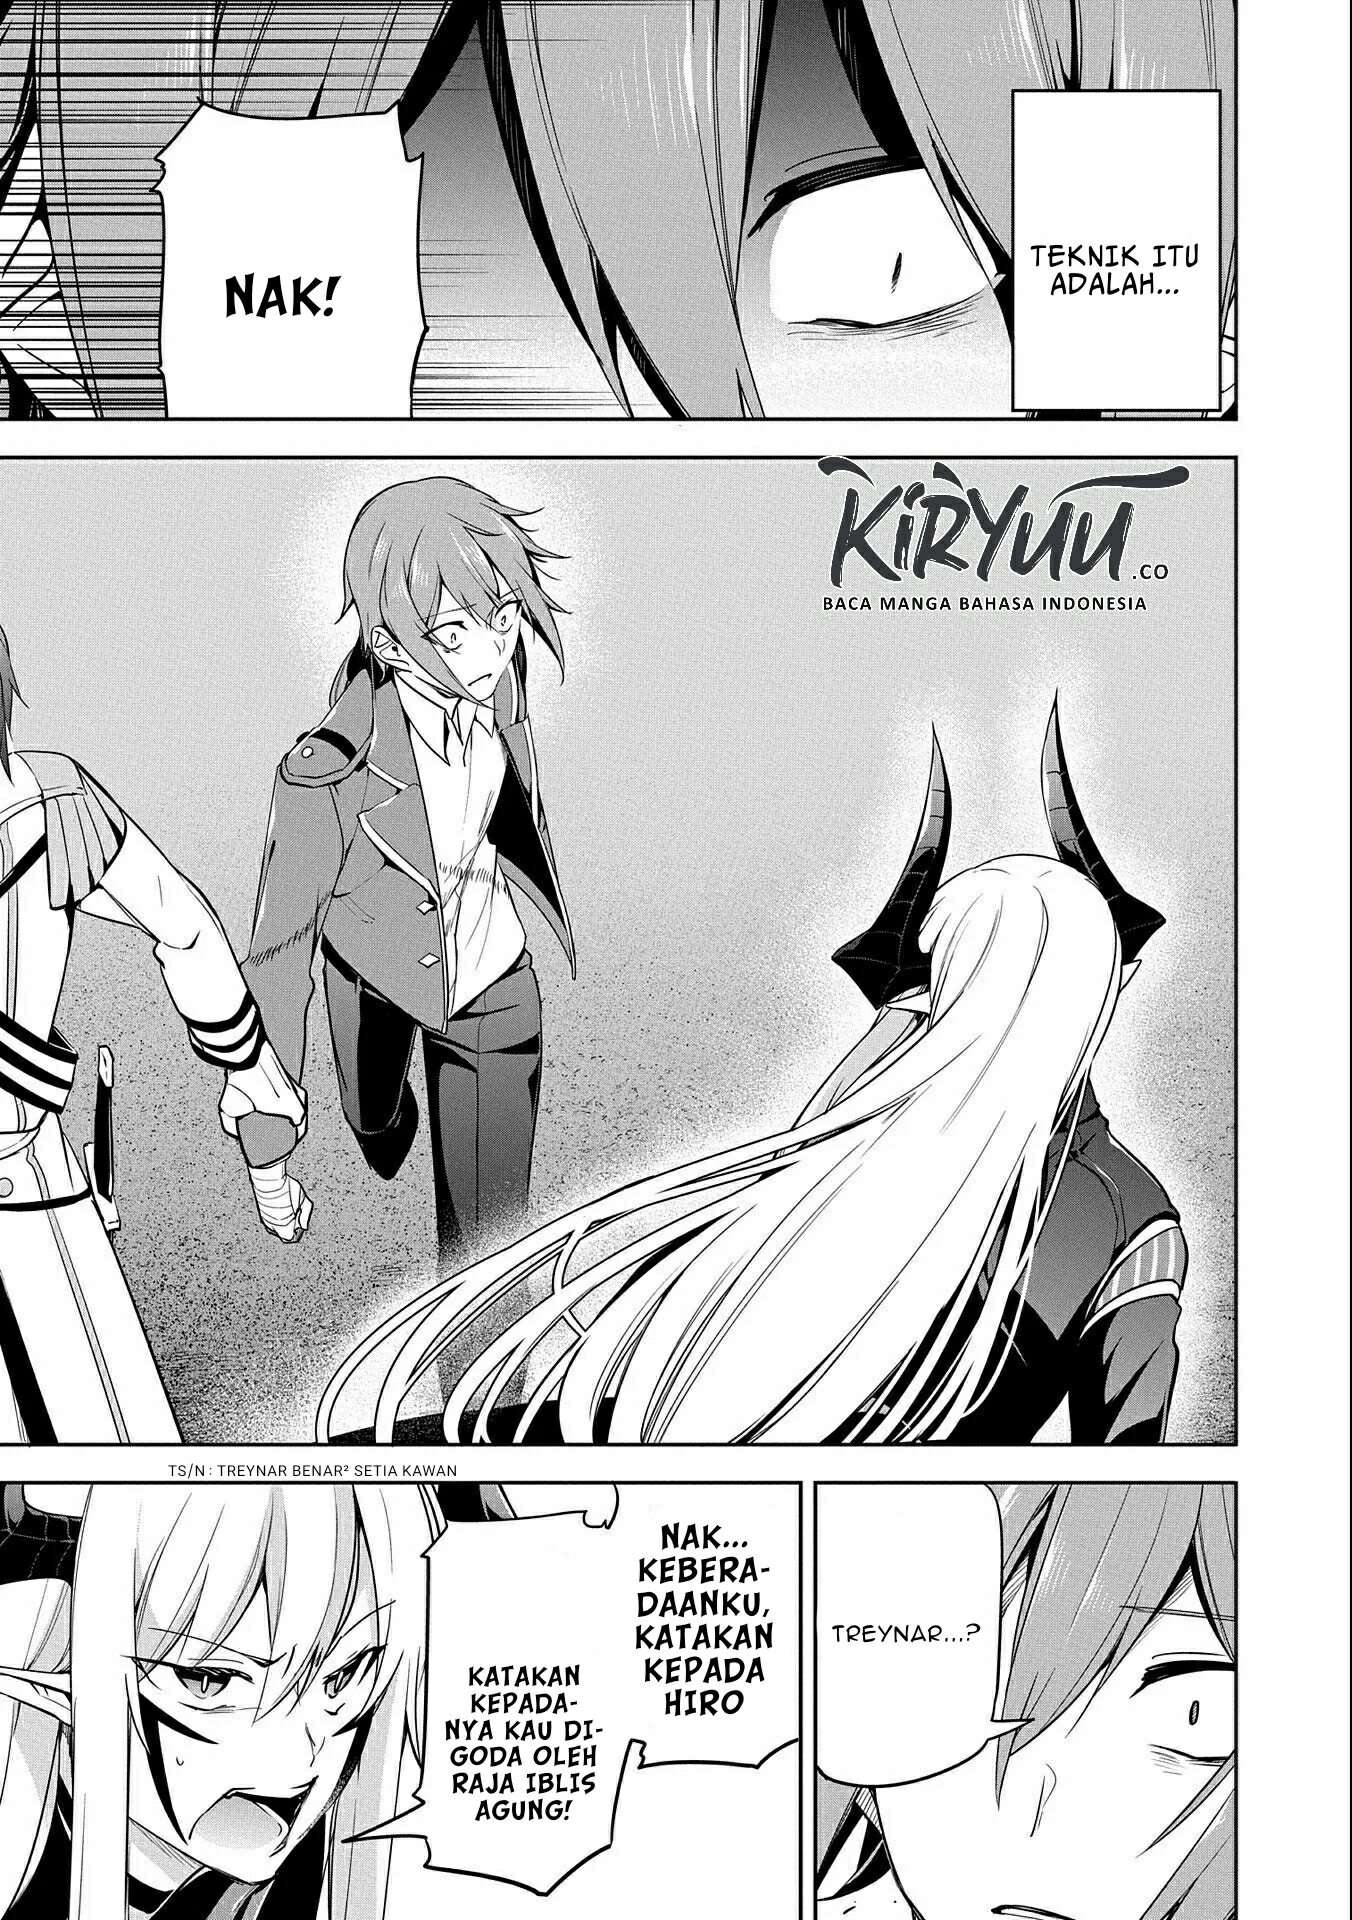 TEKNIK ITU
ADALAH...
NAK!
KIRYUU.CO
BACA MANGA BAHASA INDONESIA
TS/N : TREYNAR BENAR² SETIA KAWAN
TREYNAR...?
NAK...
KEBERA-
DAANKU,
KATAKAN
KEPADA
HIRO
KATAKAN
KEPADA-
NYA KAU DI-
GODA OLEH
RAJA IBLIS
AGUNG!